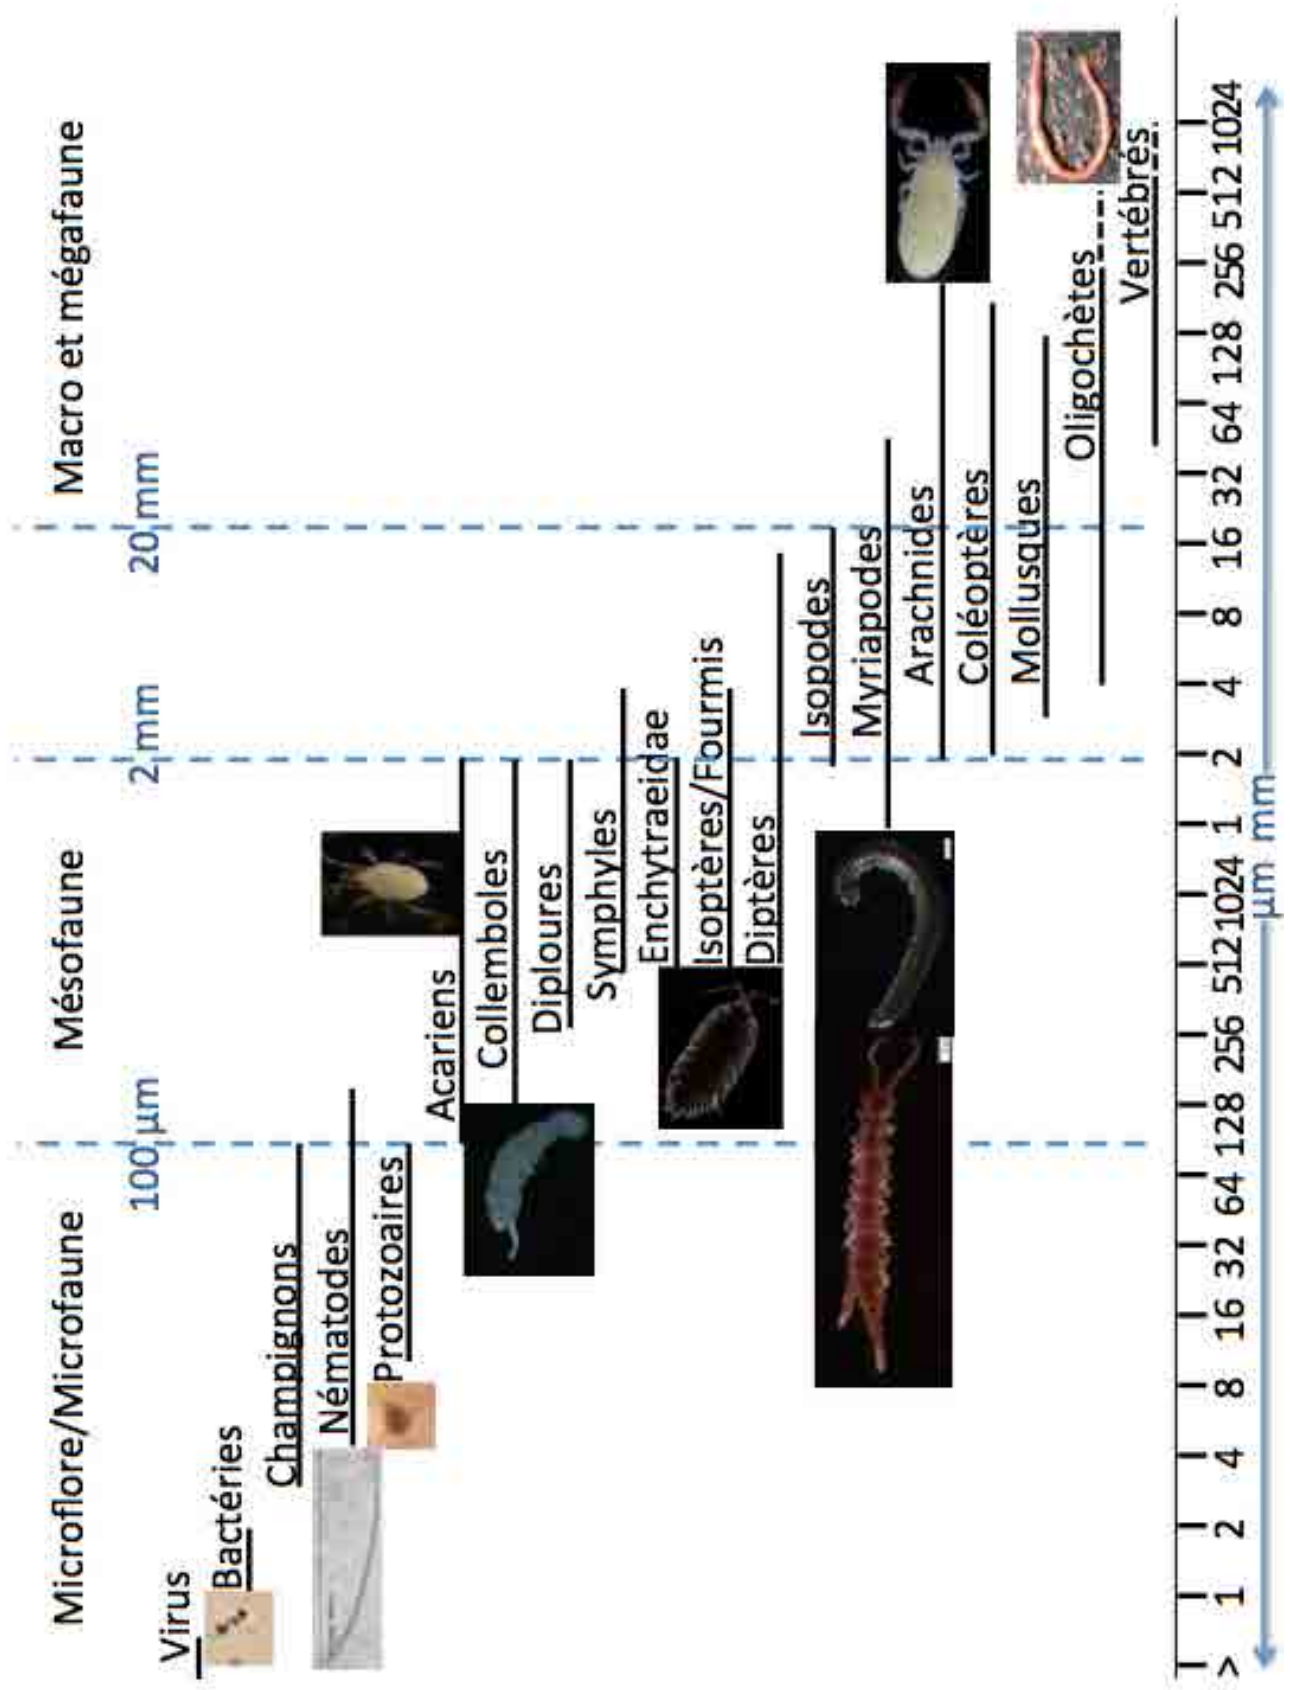 Microflore/Microfaune
Mésofaune
Macro et mégafaune
100 µm
2 mm
20 mm
Virus
Bactéries
Champignons
Nématodes
Protozoaires
Acariens
Collemboles
Diploures
Symphyles
Enchytraeidae
Isoptères/Fourmis
Diptères
Isopodes
Myriapodes
Arachnides
Coléoptères
Mollusques
Oligochètes
Vertébrés
> 1 2 4 8 16 32 64 128 256 512 1024 1 2 4 8 16 32 64 128 256 512 1024
µm mm